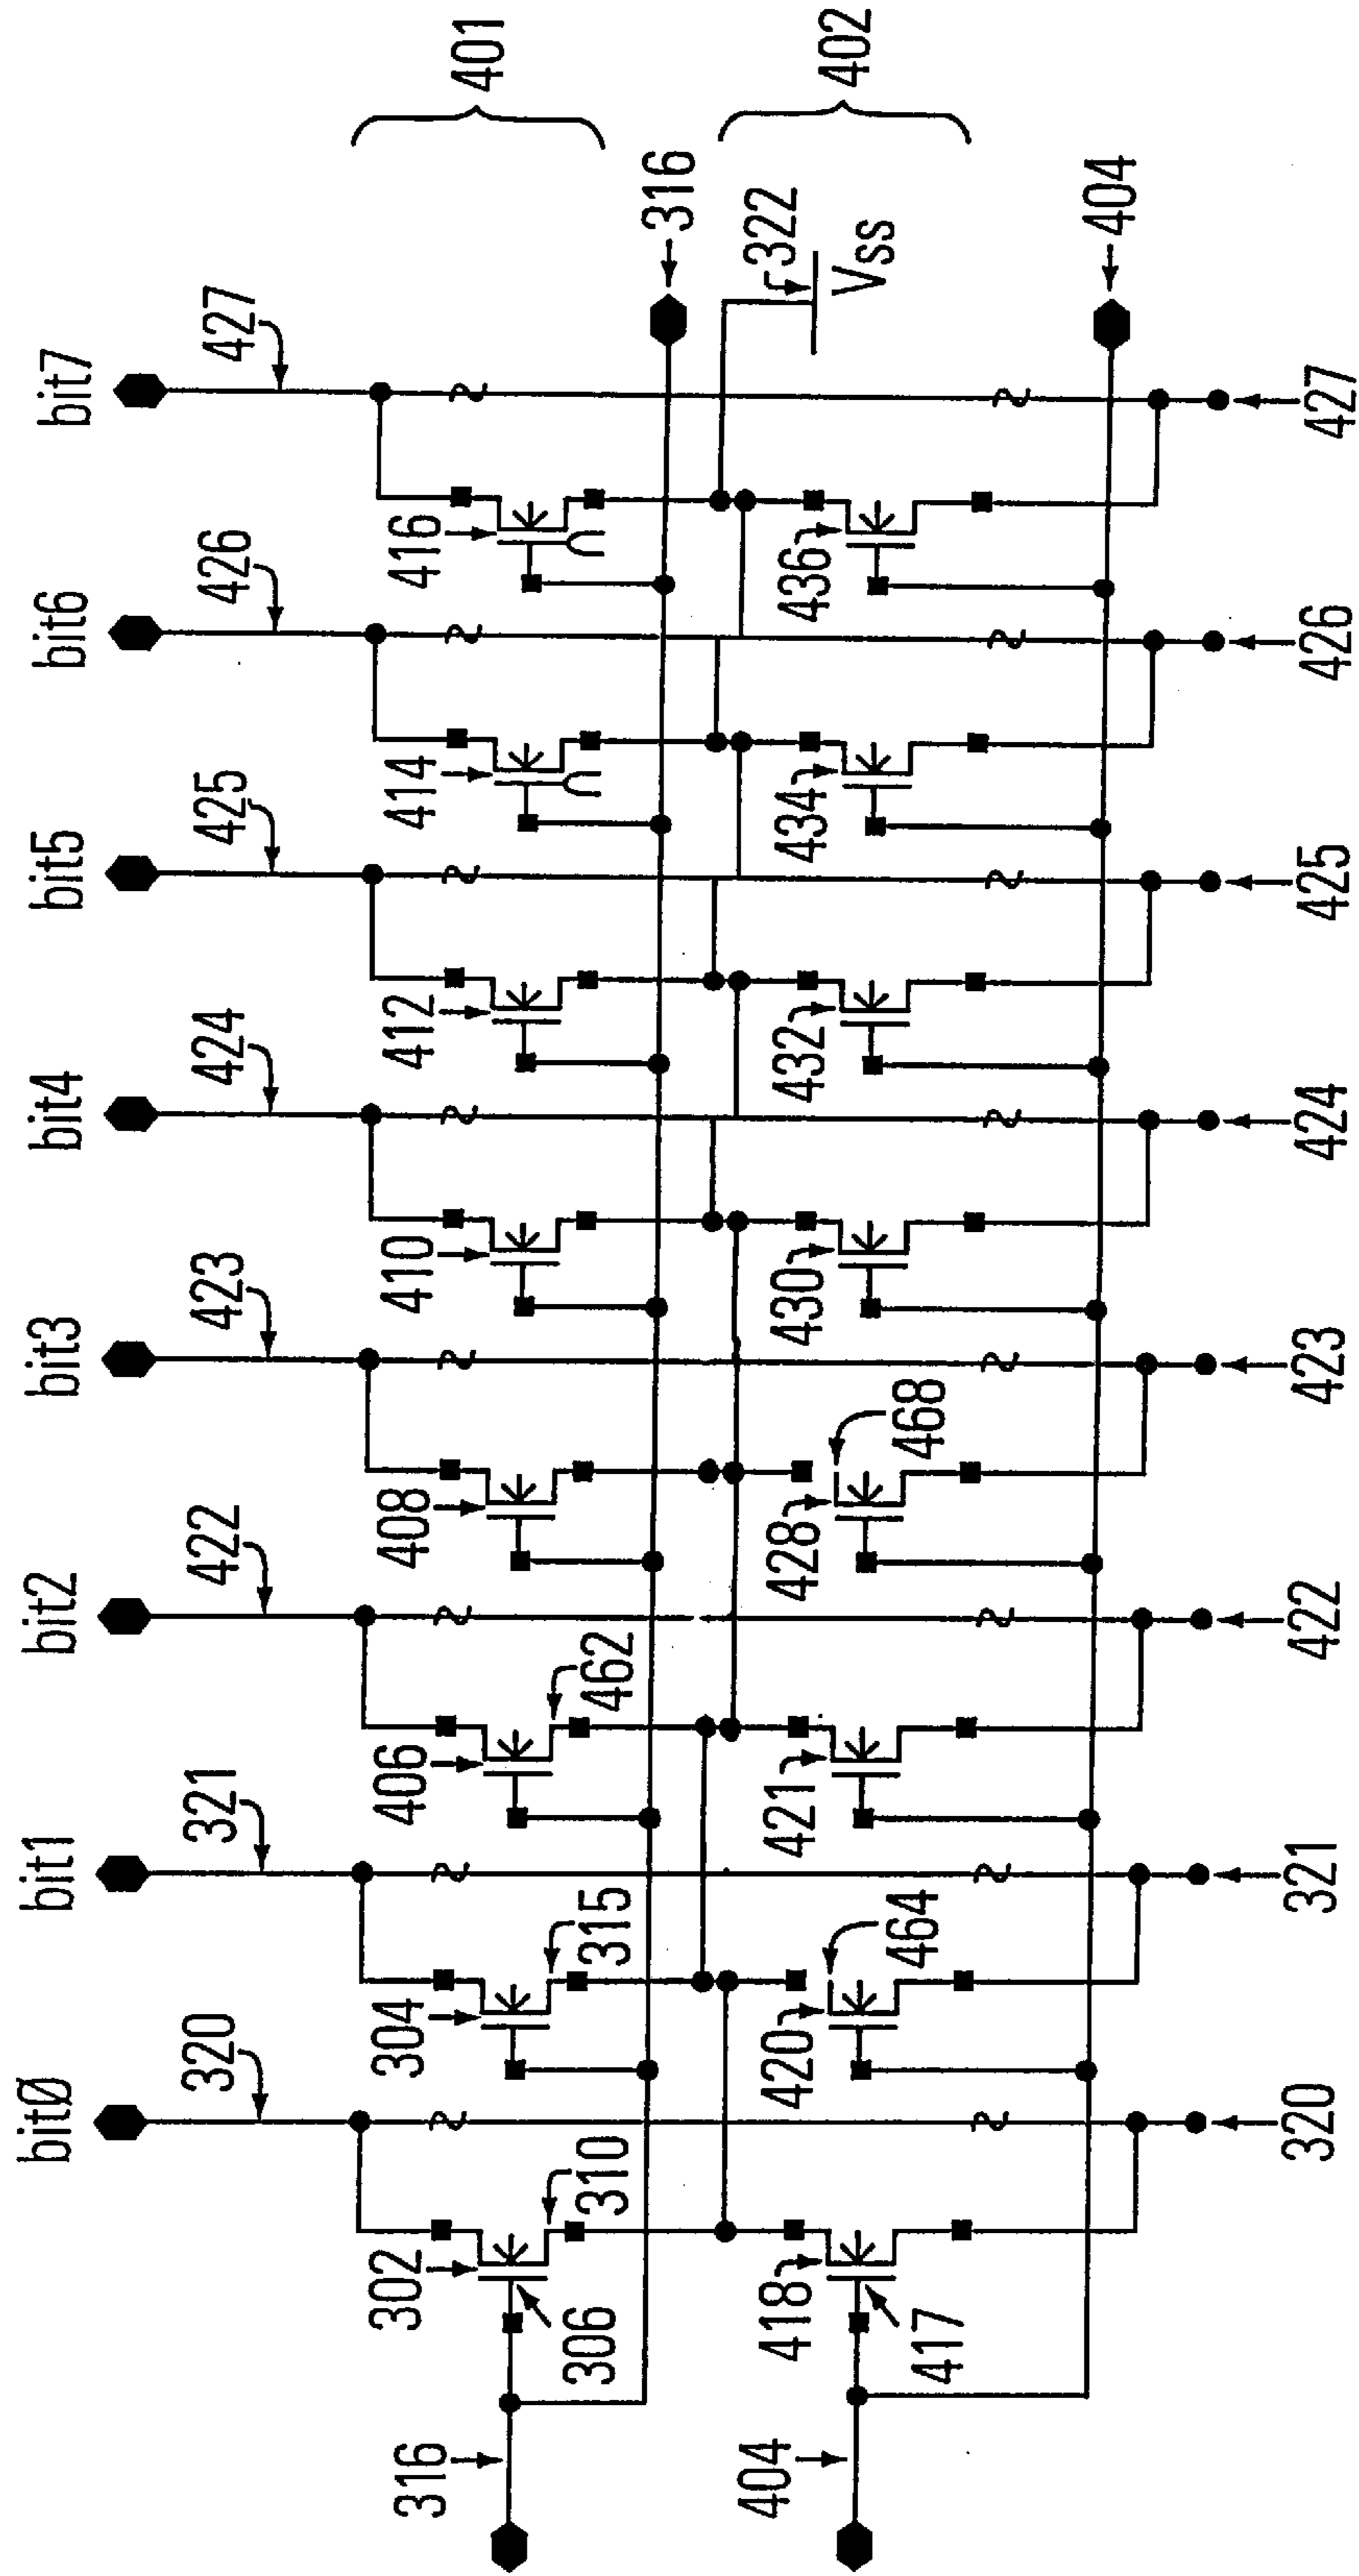 bitØ bit1 bit2 bit3 bit4 bit5 bit6 bit7
320 321 422 423 424 425 426 427
401
302 304 406 408 410 412 414 416
306 310 315 462
316 316
402
322
Vss
418 420 421 428 430 432 434 436
417 464 468
404 404
320 321 422 423 424 425 426 427